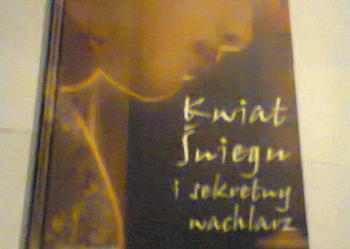 Kwiat
Śniegu
i sekretny
wachlarz